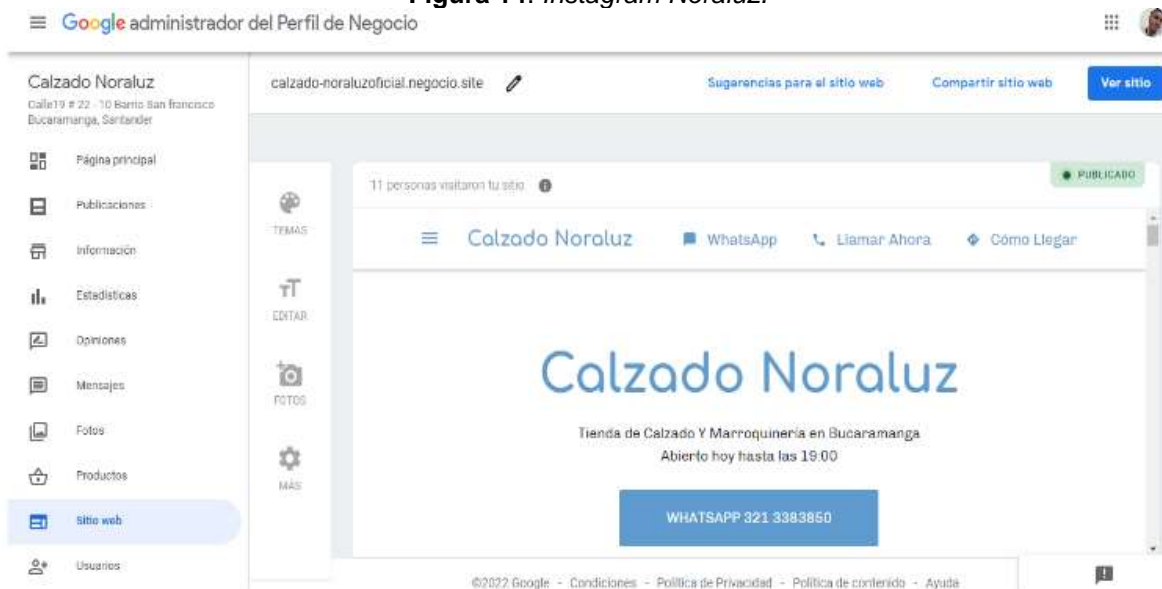 Figura 14. Instagram Noraluz.
Google administrador del Perfil de Negocio
Calzado Noraluz
Calle19 # 22 - 10 Barrio San francisco
Bucaramanga, Santander
Página principal
Publicaciones
Información
Estadísticas
Opiniones
Mensajes
Fotos
Productos
Sitio web
Usuarios
calzado-noraluzoficial.negocio.site
Sugerencias para el sitio web
Compartir sitio web
Ver sitio
TEMAS
EDITAR
FOTOS
MÁS
11 personas visitaron tu sitio
PUBLICADO
Calzado Noraluz
WhatsApp
Llamar Ahora
Cómo Llegar
Calzado Noraluz
Tienda de Calzado Y Marroquinería en Bucaramanga
Abierto hoy hasta las 19:00
WHATSAPP 321 3383850
©2022 Google - Condiciones - Política de Privacidad - Política de contenido - Ayuda